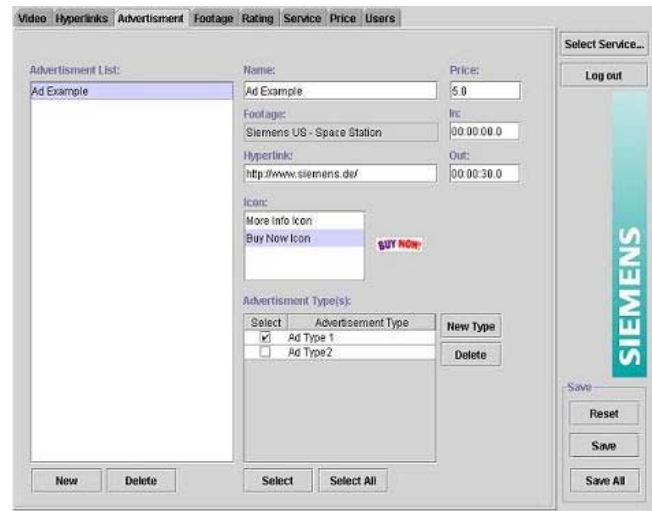 Video Hyperlinks Advertisment Footage Rating Service Price Users
Select Service...
Log out
Advertisment List:
Ad Example
Name:
Ad Example
Price:
5.0
Footage:
Siemens US - Space Station
In:
00:00:00.0
Hyperlink:
http://www.siemens.de/
Out:
00:00:30.0
Icon:
More Info Icon
Buy Now Icon
BUY NOW!
Advertisment Type(s):
Select Advertisement Type
Ad Type 1
Ad Type2
New Type
Delete
New Delete
Select Select All
SIEMENS
Save
Reset
Save
Save All